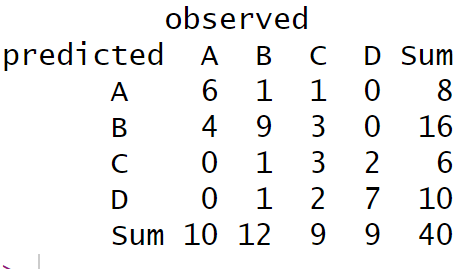 observed
predicted A B C D Sum
A 6 1 1 0 8
B 4 9 3 0 16
C 0 1 3 2 6
D 0 1 2 7 10
Sum 10 12 9 9 40
>